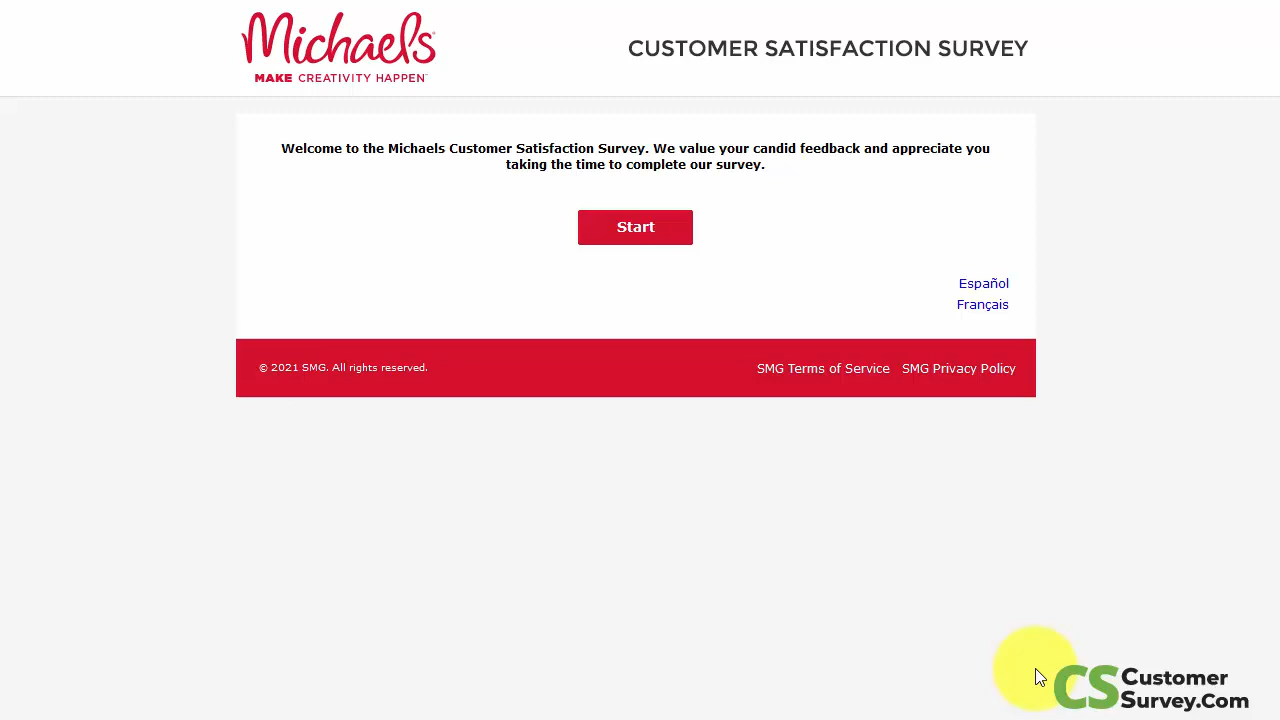 Michaels
MAKE CREATIVITY HAPPEN
CUSTOMER SATISFACTION SURVEY
Welcome to the Michaels Customer Satisfaction Survey. We value your candid feedback and appreciate you
taking the time to complete our survey.
Start
Español
Français
© 2021 SMG. All rights reserved.
SMG Terms of Service SMG Privacy Policy
CS Customer
Survey.Com